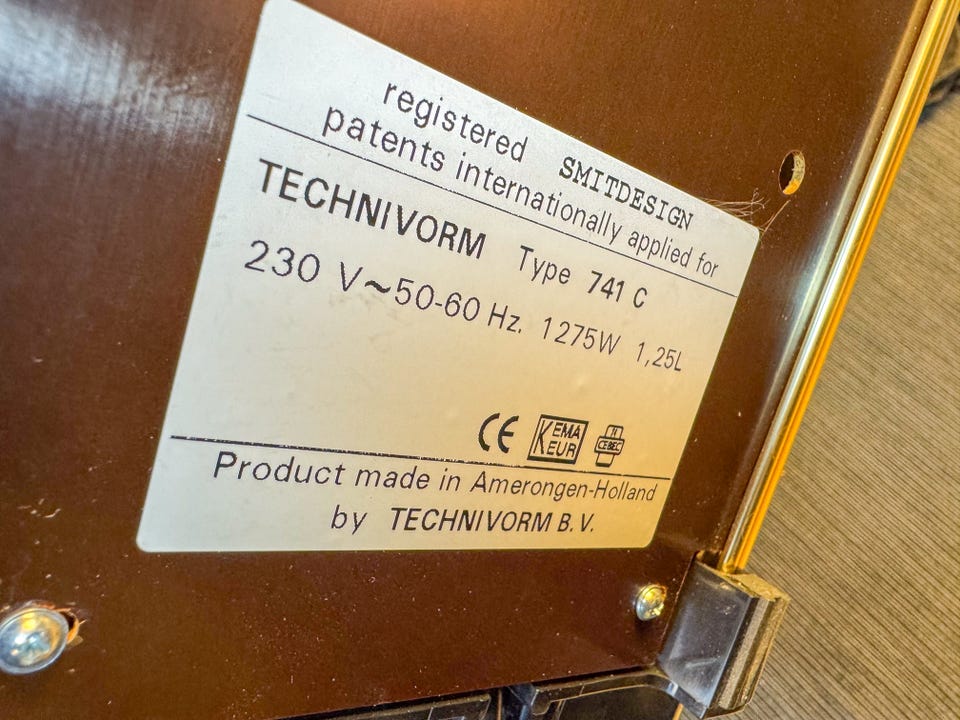 registered SMITDESIGN
patents internationally applied for
TECHNIVORM Type 741 C
230 V~50-60 Hz. 1275W 1,25L
CE KEMA EUR CEBEC
Product made in Amerongen-Holland
by TECHNIVORM B.V.